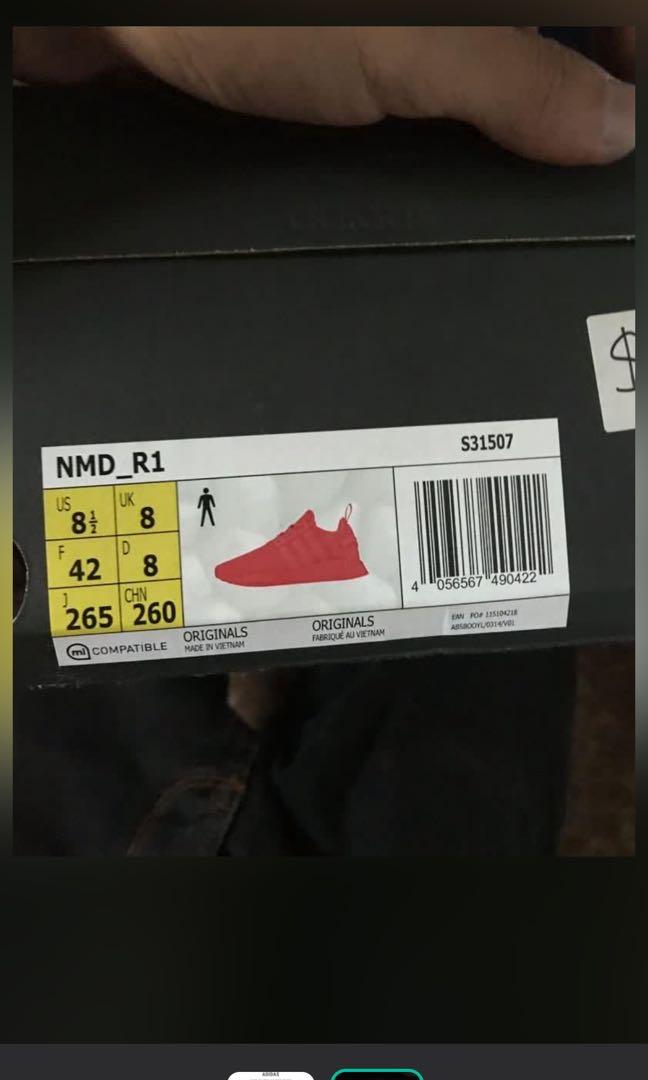 $
NMD_R1
S31507
US 8½ UK 8
F 42 D 8
J 265 CHN 260
4 056567 490422
mi COMPATIBLE
ORIGINALS
MADE IN VIETNAM
ORIGINALS
FABRIQUÉ AU VIETNAM
EAN PO# 115104218
ADIDAS